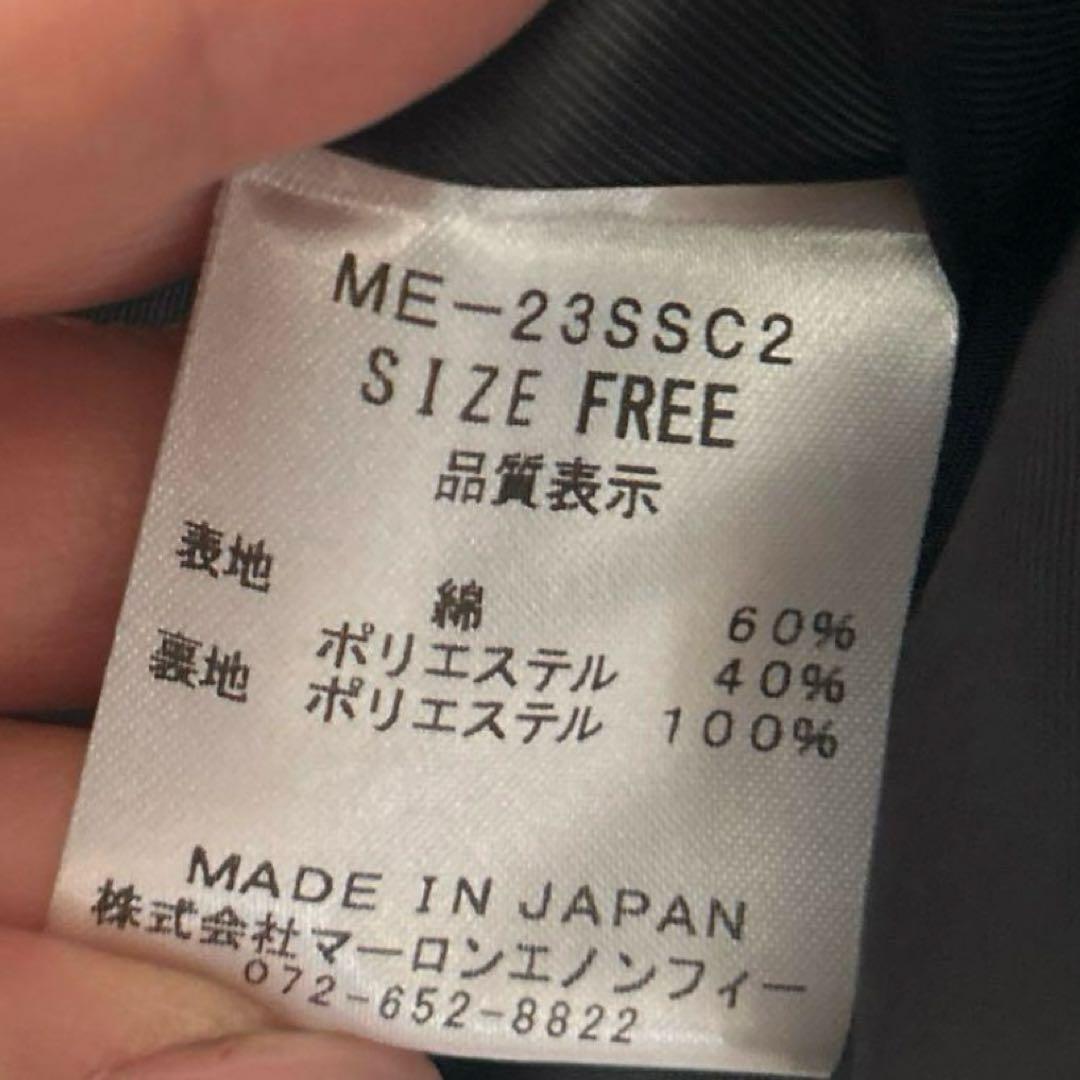 ME-23SSC2
SIZE FREE
品質表示
表地
綿 60%
ポリエステル 40%
裏地 ポリエステル 100%
MADE IN JAPAN
株式会社マーロンエノンフィー
072-652-8822